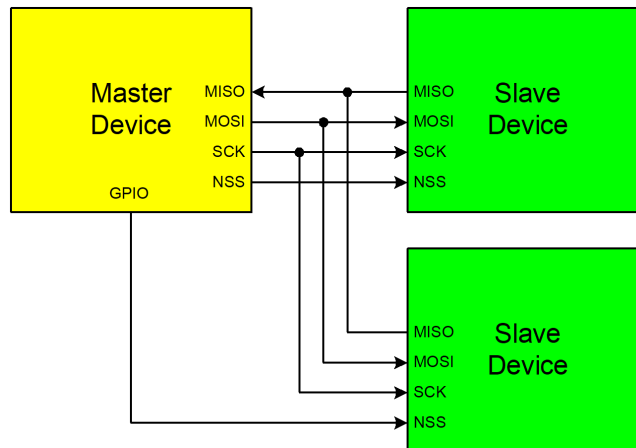 Master
Device
MISO
MOSI
SCK
NSS
GPIO
MISO
MOSI
SCK
NSS
Slave
Device
MISO
MOSI
SCK
NSS
Slave
Device